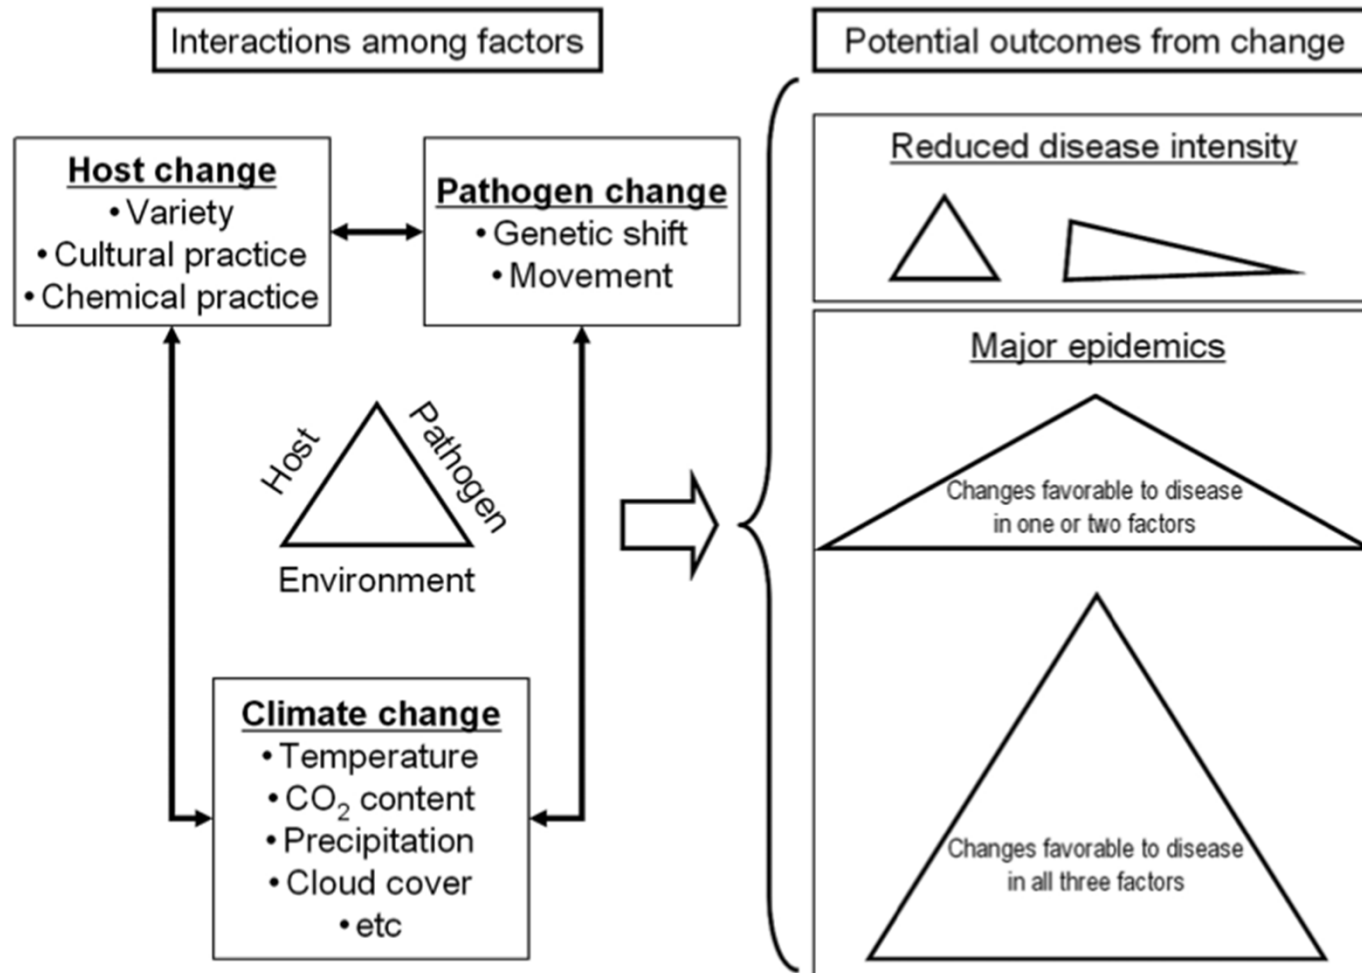 Interactions among factors
Host change
• Variety
• Cultural practice
• Chemical practice
Pathogen change
• Genetic shift
• Movement
Host
Pathogen
Environment
Climate change
• Temperature
• CO₂ content
• Precipitation
• Cloud cover
• etc
Potential outcomes from change
Reduced disease intensity
Major epidemics
Changes favorable to disease
in one or two factors
Changes favorable to disease
in all three factors